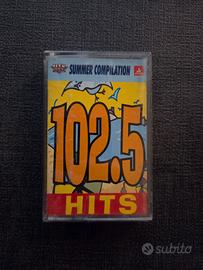 SUMMER COMPILATION
102.5
HITS
subito